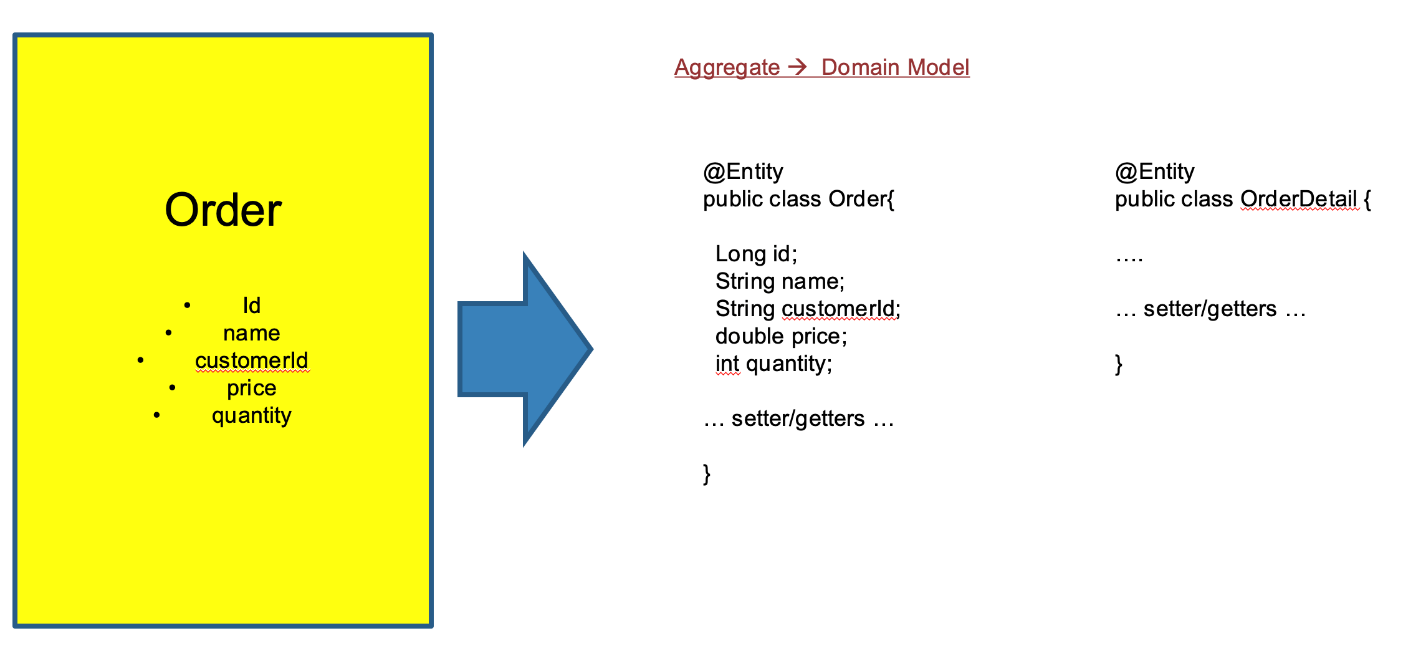 Order
• Id
• name
• customerId
• price
• quantity
Aggregate → Domain Model
@Entity
public class Order{
Long id;
String name;
String customerId;
double price;
int quantity;
… setter/getters …
}
@Entity
public class OrderDetail {
….
… setter/getters …
}